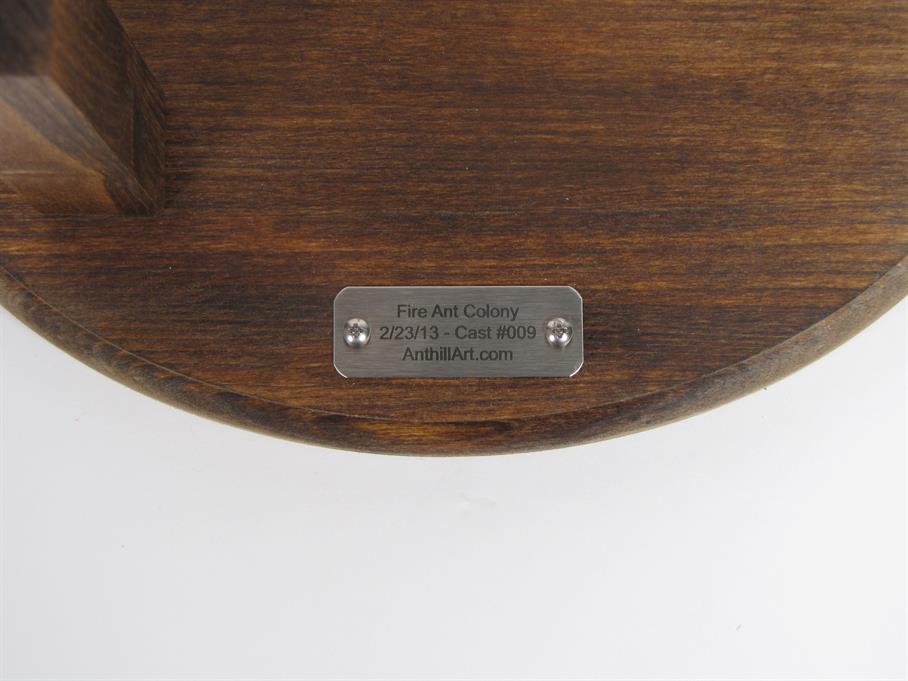 Fire Ant Colony
2/23/13 - Cast #009
AnthillArt.com